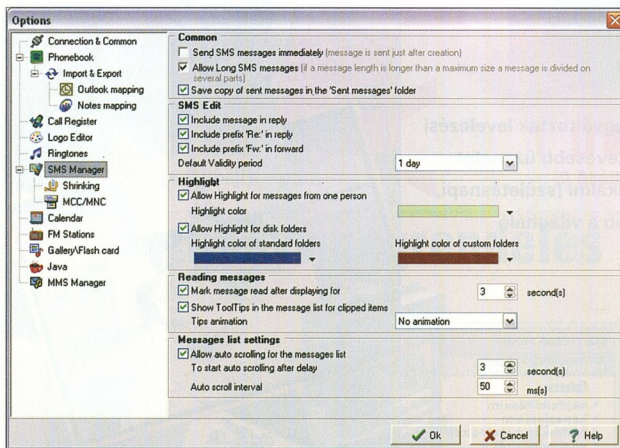 Options
Connection & Common
Phonebook
Import & Export
Outlook mapping
Notes mapping
Call Register
Logo Editor
Ringtones
SMS Manager
Shrinking
MCC/MNC
Calendar
FM Stations
Gallery\Flash card
Java
MMS Manager
Common
Send SMS messages immediately (message is sent just after creation)
Allow Long SMS messages (if a message length is longer than a maximum size a message is divided on
several parts)
Save copy of sent messages in the 'Sent messages' folder
SMS Edit
Include message in reply
Include prefix 'Re:' in reply
Include prefix 'Fw:' in forward
Default Validity period 1 day
Highlight
Allow Highlight for messages from one person
Highlight color
Allow Highlight for disk folders
Highlight color of standard folders Highlight color of custom folders
Reading messages
Mark message read after displaying for 3 second(s)
Show ToolTips in the message list for clipped items
Tips animation No animation
Messages list settings
Allow auto scrolling for the messages list
To start auto scrolling after delay 3 second(s)
Auto scroll interval 50 ms(s)
Ok Cancel Help